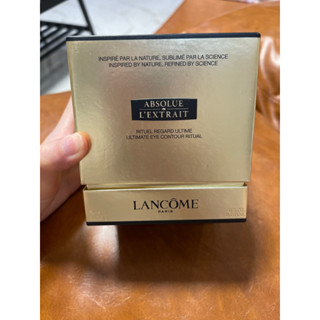 INSPIRÉ PAR LA NATURE, SUBLIMÉ PAR LA SCIENCE
INSPIRED BY NATURE, REFINED BY SCIENCE
ABSOLUE
L'EXTRAIT
RITUEL REGARD ULTIME
ULTIMATE EYE CONTOUR RITUAL
LANCÔME
PARIS